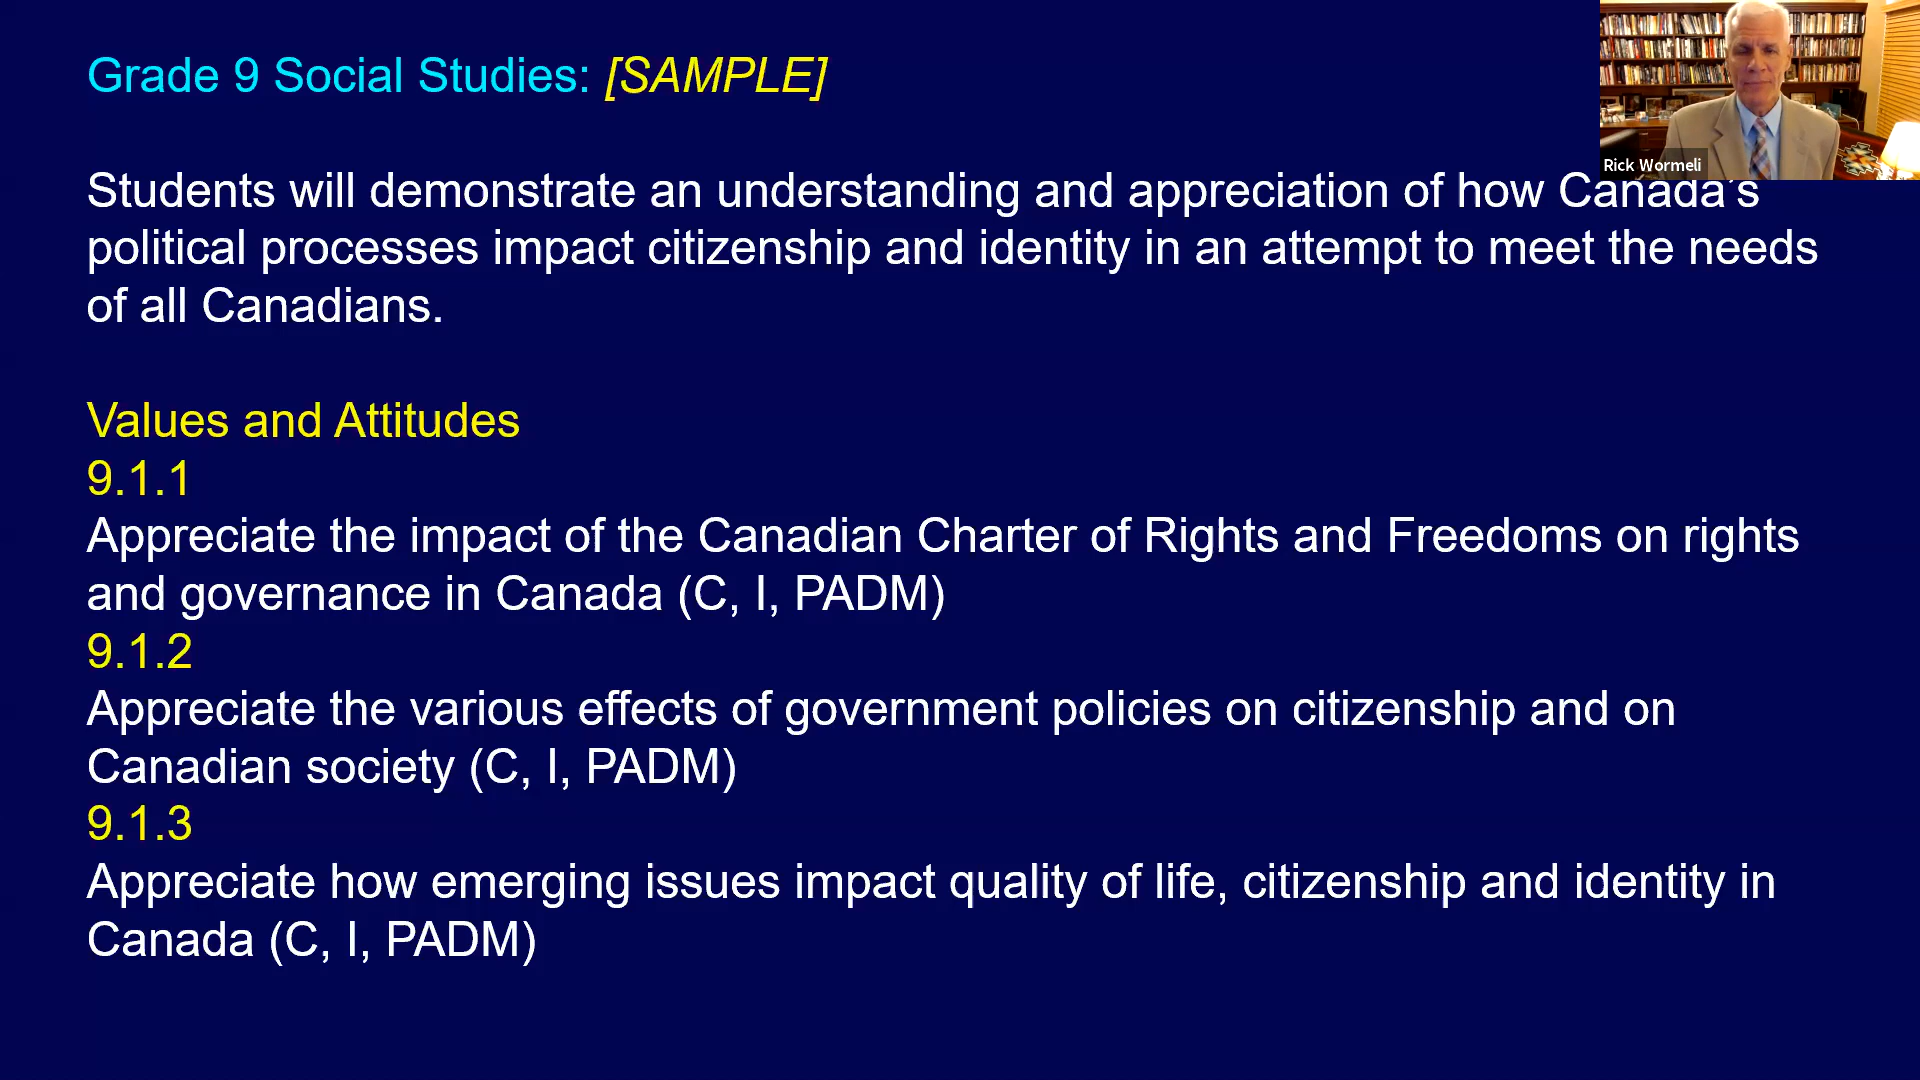 Grade 9 Social Studies: [SAMPLE]
Rick Wormeli
Students will demonstrate an understanding and appreciation of how Canada's
political processes impact citizenship and identity in an attempt to meet the needs
of all Canadians.
Values and Attitudes
9.1.1
Appreciate the impact of the Canadian Charter of Rights and Freedoms on rights
and governance in Canada (C, I, PADM)
9.1.2
Appreciate the various effects of government policies on citizenship and on
Canadian society (C, I, PADM)
9.1.3
Appreciate how emerging issues impact quality of life, citizenship and identity in
Canada (C, I, PADM)